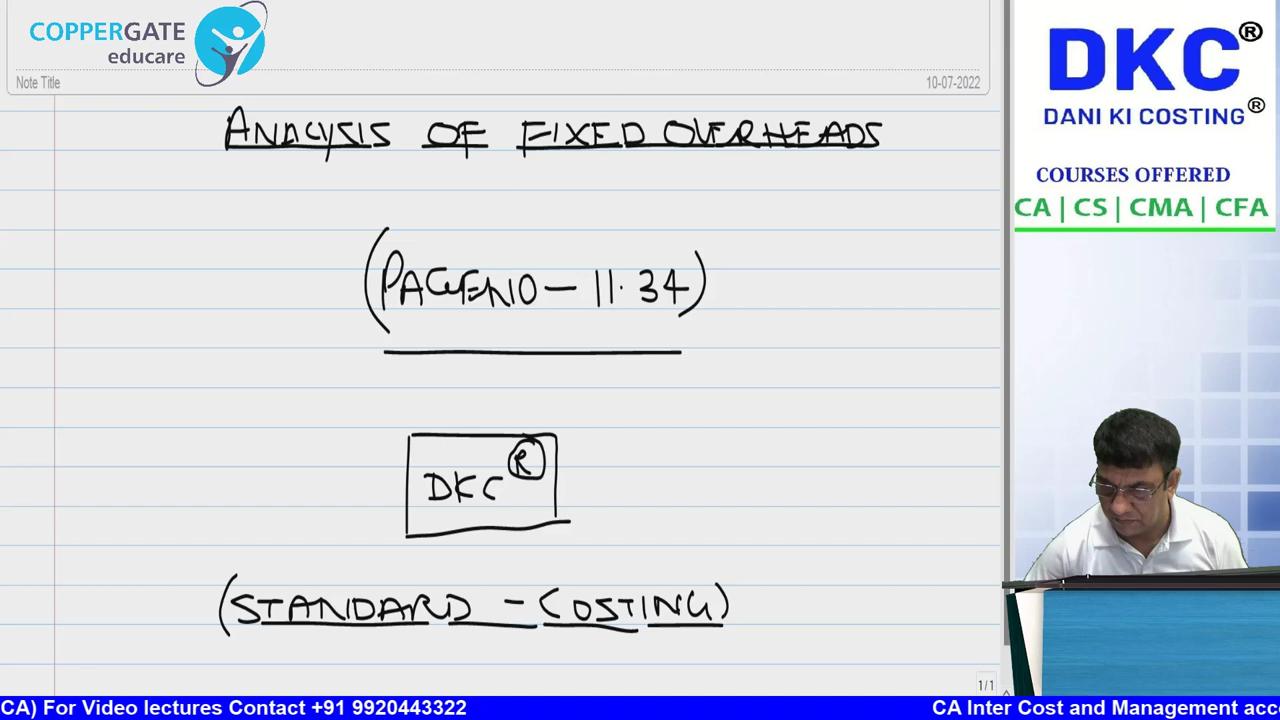 COPPERGATE
educare
Note Title
10-07-2022
ANALYSIS OF FIXED OVERHEADS
(PAGE NO - 11.34)
DKC ®
(STANDARD - COSTING)
1/1
DKC®
DANI KI COSTING®
COURSES OFFERED
CA | CS | CMA | CFA
CA) For Video lectures Contact +91 9920443322
CA Inter Cost and Management acc